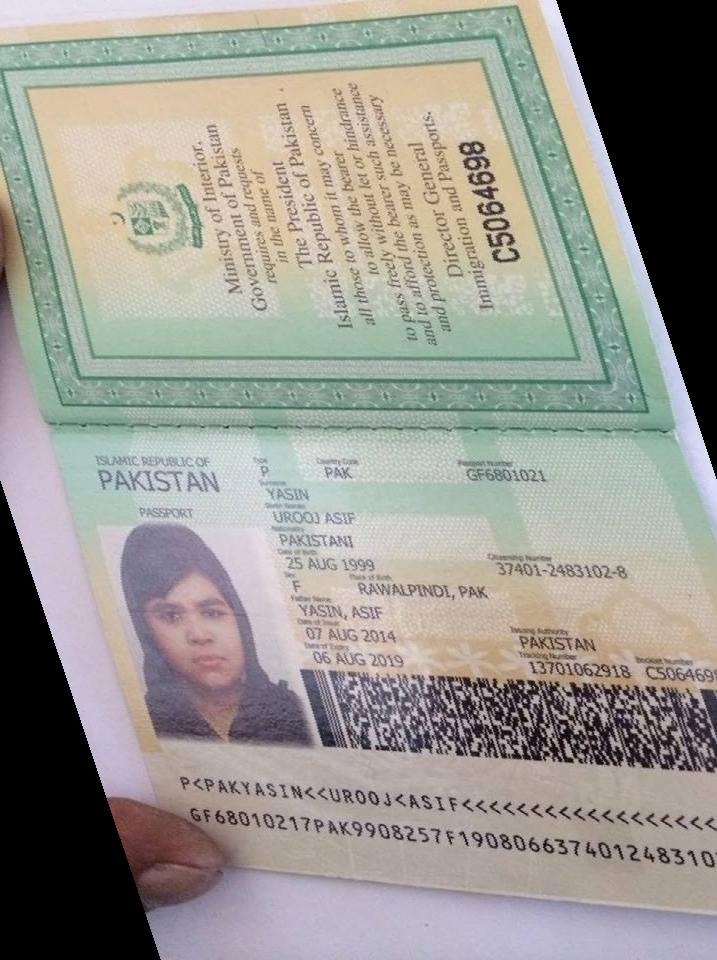 Ministry of Interior,
Government of Pakistan
requires and requests
in the name of
The President
Islamic Republic of Pakistan
all those to whom it may concern
to allow the bearer
to pass freely without let or hindrance
and to afford the bearer such assistance
and protection as may be necessary.
Director General
Immigration and Passports.
C5064698
ISLAMIC REPUBLIC OF
PAKISTAN
PASSPORT
Type Country Code Passport Number
P PAK GF6801021
Surname
YASIN
Given Names
UROOJ ASIF
Nationality
PAKISTANI
Date of Birth Citizenship Number
25 AUG 1999 37401-2483102-8
Sex Place of Birth
F RAWALPINDI, PAK
Father Name
YASIN, ASIF
Date of Issue Issuing Authority
07 AUG 2014 PAKISTAN
Date of Expiry Tracking Number Booklet Number
06 AUG 2019 13701062918 C506469
P<PAKYASIN<<UROOJ<ASIF<<<<<<<<<<<<<<<<<<<<<
GF68010217PAK9908257F190806637401248310